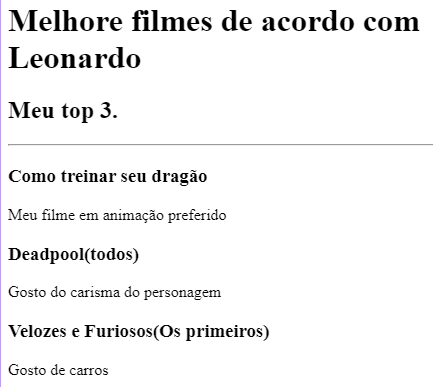 Melhore filmes de acordo com
Leonardo
Meu top 3.
Como treinar seu dragão
Meu filme em animação preferido
Deadpool(todos)
Gosto do carisma do personagem
Velozes e Furiosos(Os primeiros)
Gosto de carros